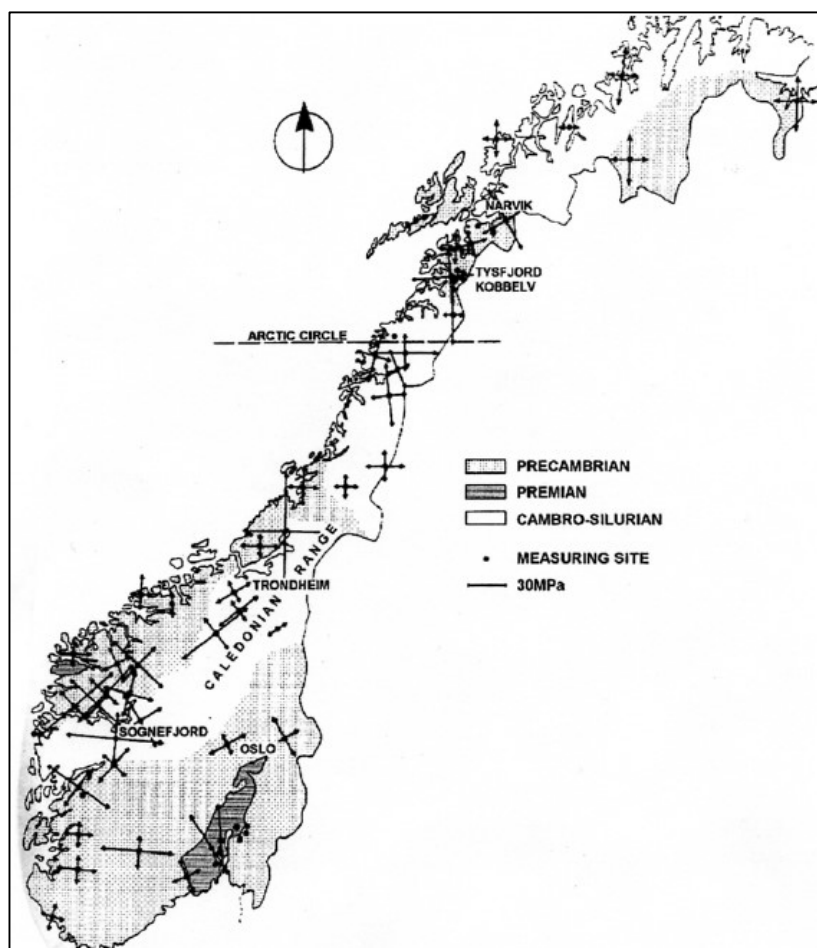 NARVIK
TYSFJORD
KOBBELV
ARCTIC CIRCLE
PRECAMBRIAN
PREMIAN
CAMBRO-SILURIAN
MEASURING SITE
30MPa
CALEDONIAN RANGE
TRONDHEIM
SOGNEFJORD
OSLO